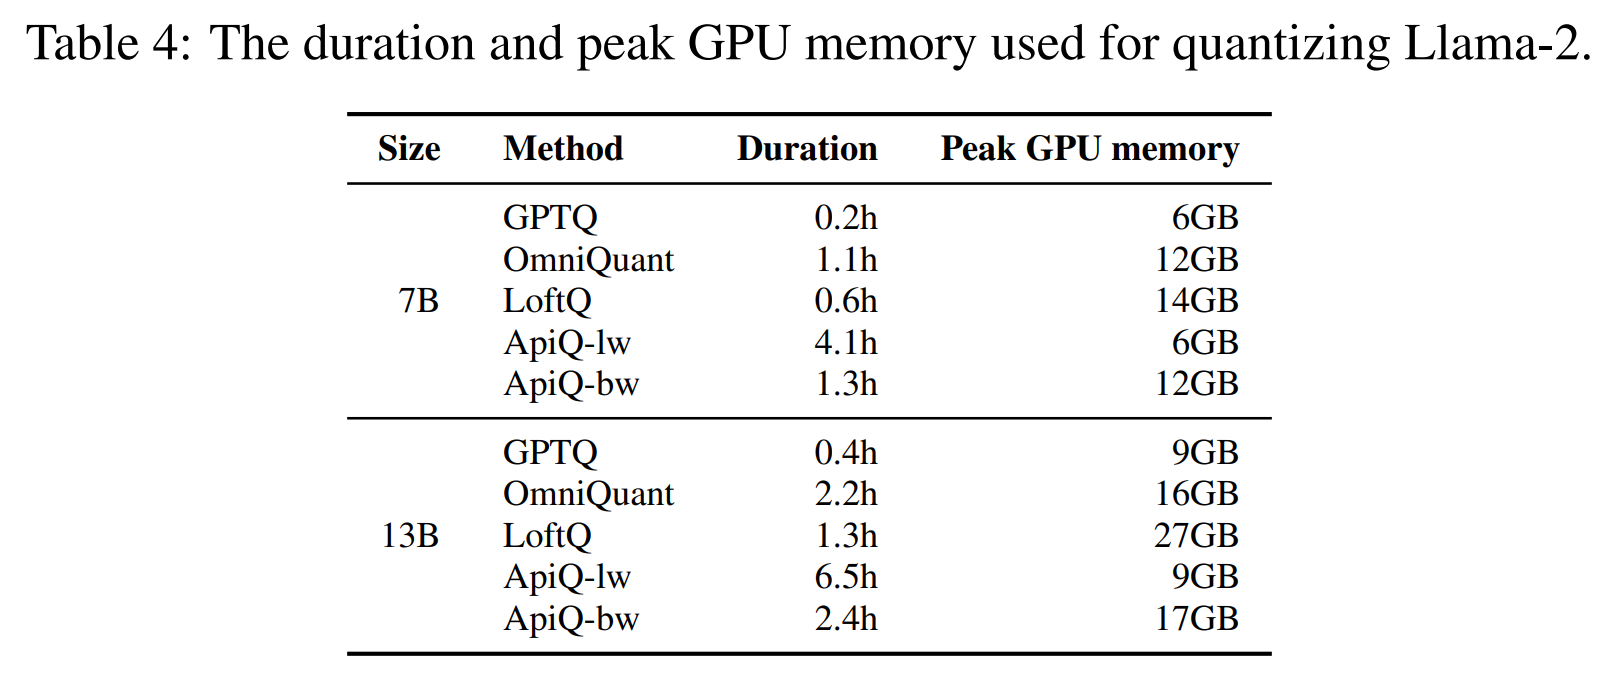 Table 4: The duration and peak GPU memory used for quantizing Llama-2.
Size Method Duration Peak GPU memory
GPTQ 0.2h 6GB
OmniQuant 1.1h 12GB
7B LoftQ 0.6h 14GB
ApiQ-lw 4.1h 6GB
ApiQ-bw 1.3h 12GB
GPTQ 0.4h 9GB
OmniQuant 2.2h 16GB
13B LoftQ 1.3h 27GB
ApiQ-lw 6.5h 9GB
ApiQ-bw 2.4h 17GB